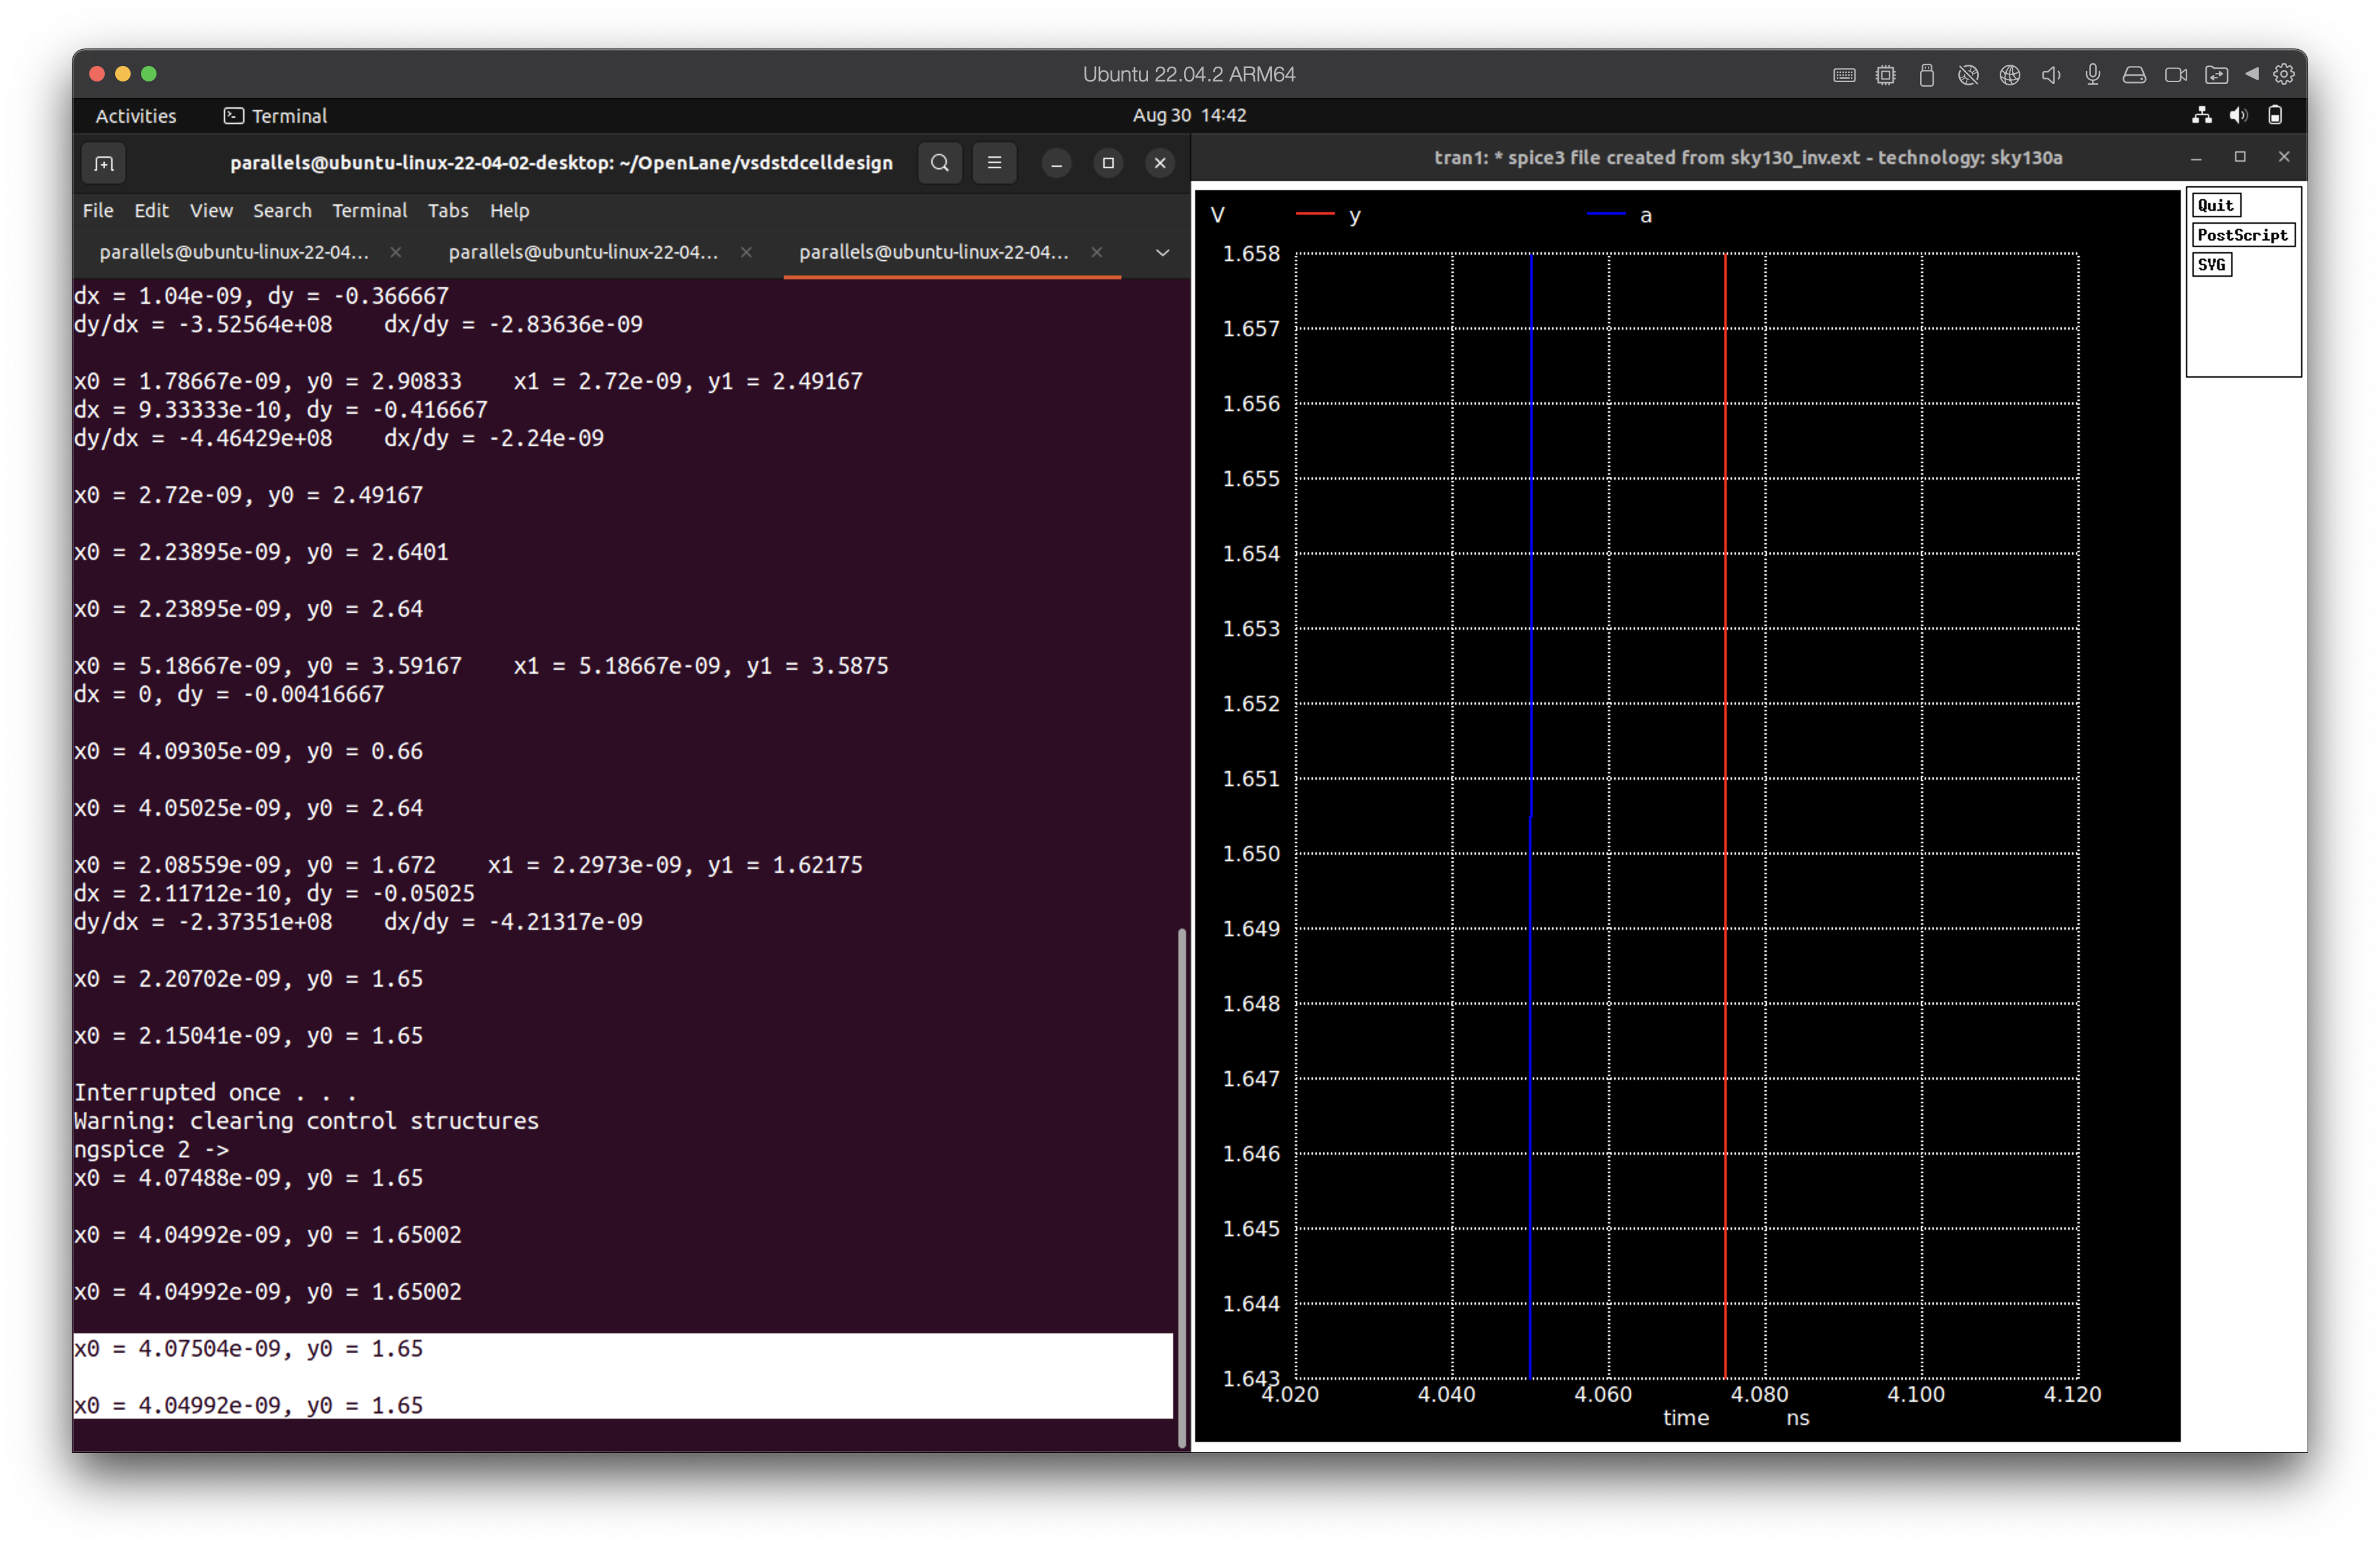 Ubuntu 22.04.2 ARM64
Activities
Terminal
Aug 30 14:42
parallels@ubuntu-linux-22-04-02-desktop: ~/OpenLane/vsdstdcelldesign
File Edit View Search Terminal Tabs Help
parallels@ubuntu-linux-22-04...
parallels@ubuntu-linux-22-04...
parallels@ubuntu-linux-22-04...
dx = 1.04e-09, dy = -0.366667
dy/dx = -3.52564e+08    dx/dy = -2.83636e-09
x0 = 1.78667e-09, y0 = 2.90833    x1 = 2.72e-09, y1 = 2.49167
dx = 9.33333e-10, dy = -0.416667
dy/dx = -4.46429e+08    dx/dy = -2.24e-09
x0 = 2.72e-09, y0 = 2.49167
x0 = 2.23895e-09, y0 = 2.6401
x0 = 2.23895e-09, y0 = 2.64
x0 = 5.18667e-09, y0 = 3.59167    x1 = 5.18667e-09, y1 = 3.5875
dx = 0, dy = -0.00416667
x0 = 4.09305e-09, y0 = 0.66
x0 = 4.05025e-09, y0 = 2.64
x0 = 2.08559e-09, y0 = 1.672    x1 = 2.2973e-09, y1 = 1.62175
dx = 2.11712e-10, dy = -0.05025
dy/dx = -2.37351e+08    dx/dy = -4.21317e-09
x0 = 2.20702e-09, y0 = 1.65
x0 = 2.15041e-09, y0 = 1.65
Interrupted once . . .
Warning: clearing control structures
ngspice 2 ->
x0 = 4.07488e-09, y0 = 1.65
x0 = 4.04992e-09, y0 = 1.65002
x0 = 4.04992e-09, y0 = 1.65002
x0 = 4.07504e-09, y0 = 1.65
x0 = 4.04992e-09, y0 = 1.65
tran1: * spice3 file created from sky130_inv.ext - technology: sky130a
V
y
a
1.658
1.657
1.656
1.655
1.654
1.653
1.652
1.651
1.650
1.649
1.648
1.647
1.646
1.645
1.644
1.643
4.020 4.040 4.060 4.080 4.100 4.120
time ns
Quit
PostScript
SVG